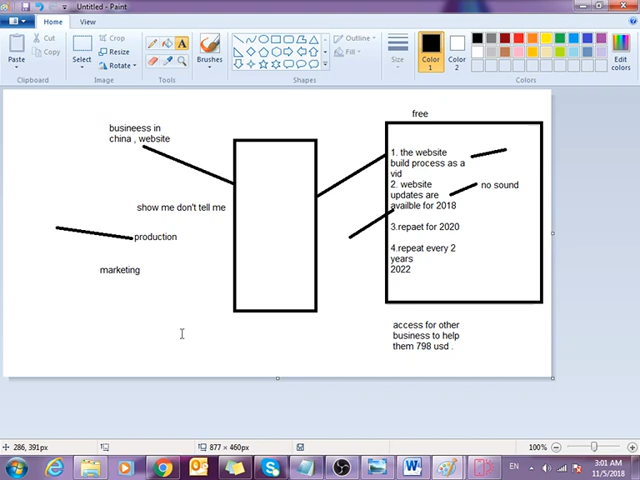 Untitled - Paint
Home
View
Paste
Cut
Copy
Clipboard
Select
Crop
Resize
Rotate
Image
Tools
A
Brushes
Shapes
Outline
Fill
Size
Color 1
Color 2
Colors
Edit colors
free
busineess in
china , website
1. the website
build process as a
vid
2. website
updates are
availble for 2018
no sound
show me don't tell me
3.repaet for 2020
production
4.repeat every 2
years
2022
marketing
access for other
business to help
them 798 usd .
286, 391px
877 × 460px
100%
EN
3:01 AM
11/5/2018